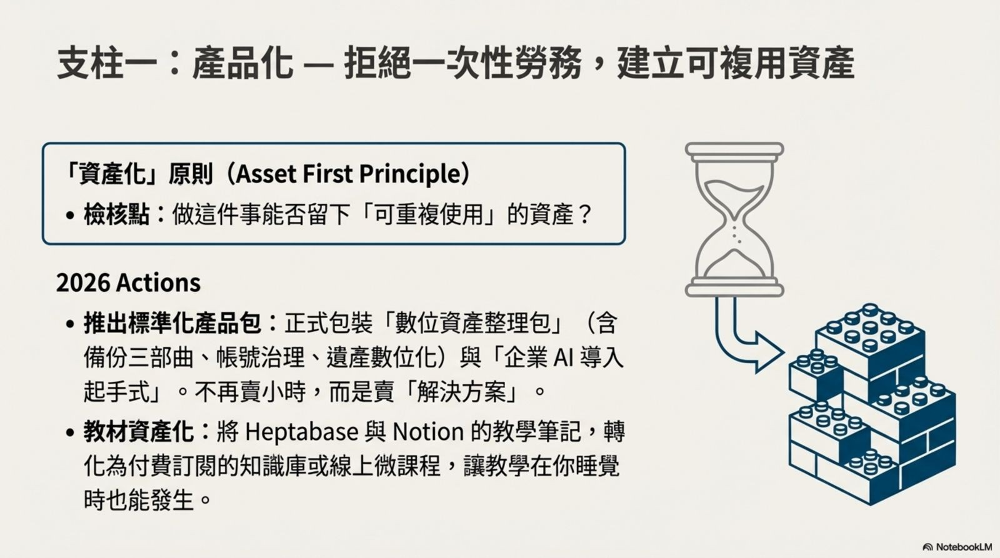 支柱一：產品化 — 拒絕一次性勞務，建立可複用資產
「資產化」原則（Asset First Principle）
• 檢核點：做這件事能否留下「可重複使用」的資產？
2026 Actions
• 推出標準化產品包：正式包裝「數位資產整理包」（含
備份三部曲、帳號治理、遺產數位化）與「企業 AI 導入
起手式」。不再賣小時，而是賣「解決方案」。
• 教材資產化：將 Heptabase 與 Notion 的教學筆記，轉
化為付費訂閱的知識庫或線上微課程，讓教學在你睡覺
時也能發生。
NotebookLM